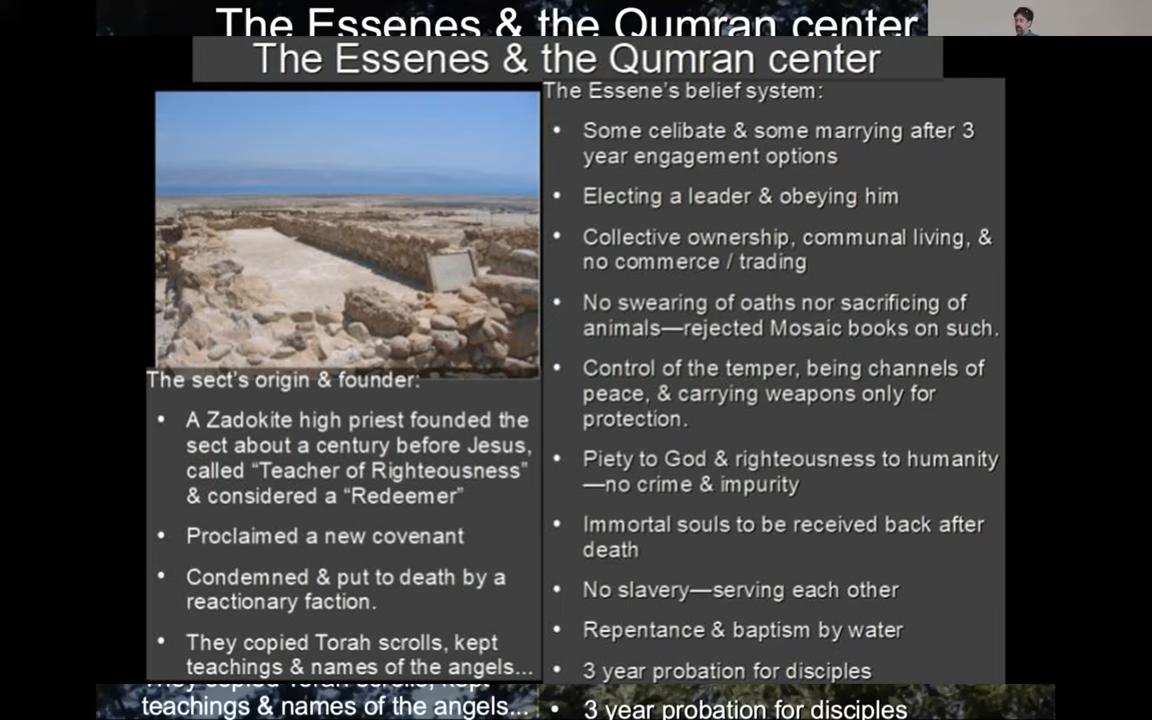 The Essenes & the Qumran center
The Essenes & the Qumran center
The sect's origin & founder:
• A Zadokite high priest founded the
sect about a century before Jesus,
called “Teacher of Righteousness”
& considered a “Redeemer”
• Proclaimed a new covenant
• Condemned & put to death by a
reactionary faction.
• They copied Torah scrolls, kept
teachings & names of the angels...
They copied Torah scrolls, kept
teachings & names of the angels...
The Essene's belief system:
• Some celibate & some marrying after 3
year engagement options
• Electing a leader & obeying him
• Collective ownership, communal living, &
no commerce / trading
• No swearing of oaths nor sacrificing of
animals—rejected Mosaic books on such.
• Control of the temper, being channels of
peace, & carrying weapons only for
protection.
• Piety to God & righteousness to humanity
—no crime & impurity
• Immortal souls to be received back after
death
• No slavery—serving each other
• Repentance & baptism by water
• 3 year probation for disciples
• 3 year probation for disciples